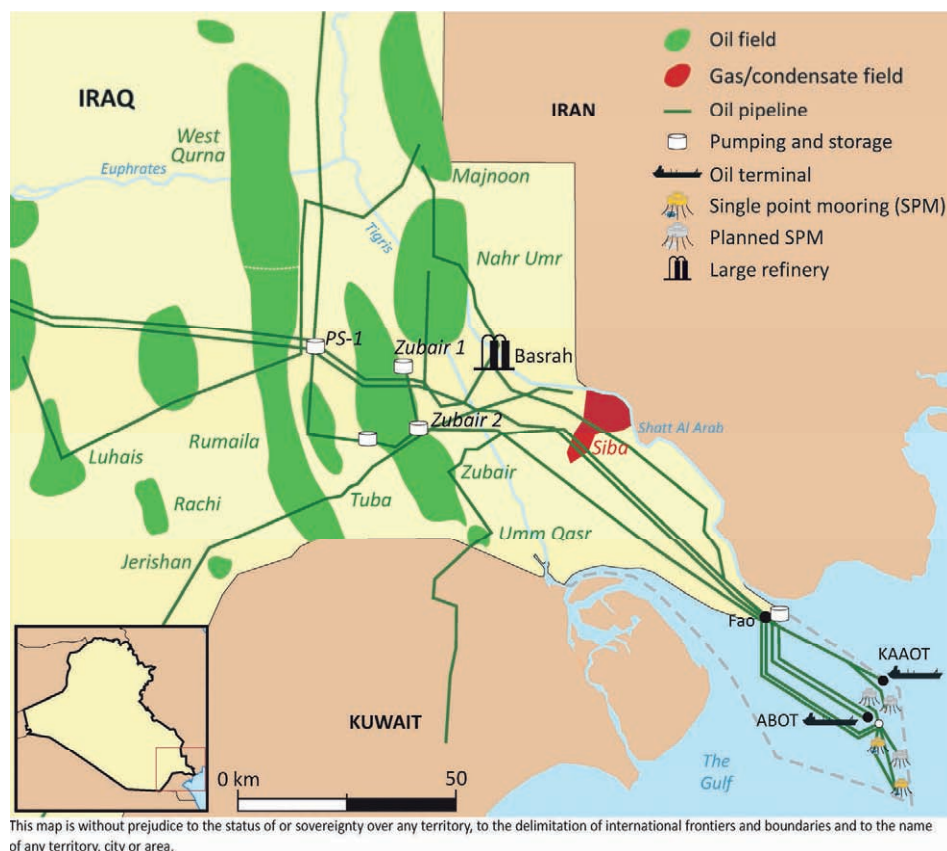 IRAQ
IRAN
Oil field
Gas/condensate field
Oil pipeline
Pumping and storage
Oil terminal
Single point mooring (SPM)
Planned SPM
Large refinery
West
Qurna
Euphrates
Majnoon
Tigris
Nahr Umr
PS-1
Zubair 1
Basrah
Zubair 2
Shatt Al Arab
Siba
Luhais
Rumaila
Zubair
Rachi
Tuba
Umm Qasr
Jerishan
Fao
KAAOT
KUWAIT
ABOT
The
Gulf
0 km
50
This map is without prejudice to the status of or sovereignty over any territory, to the delimitation of international frontiers and boundaries and to the name
of any territory, city or area.